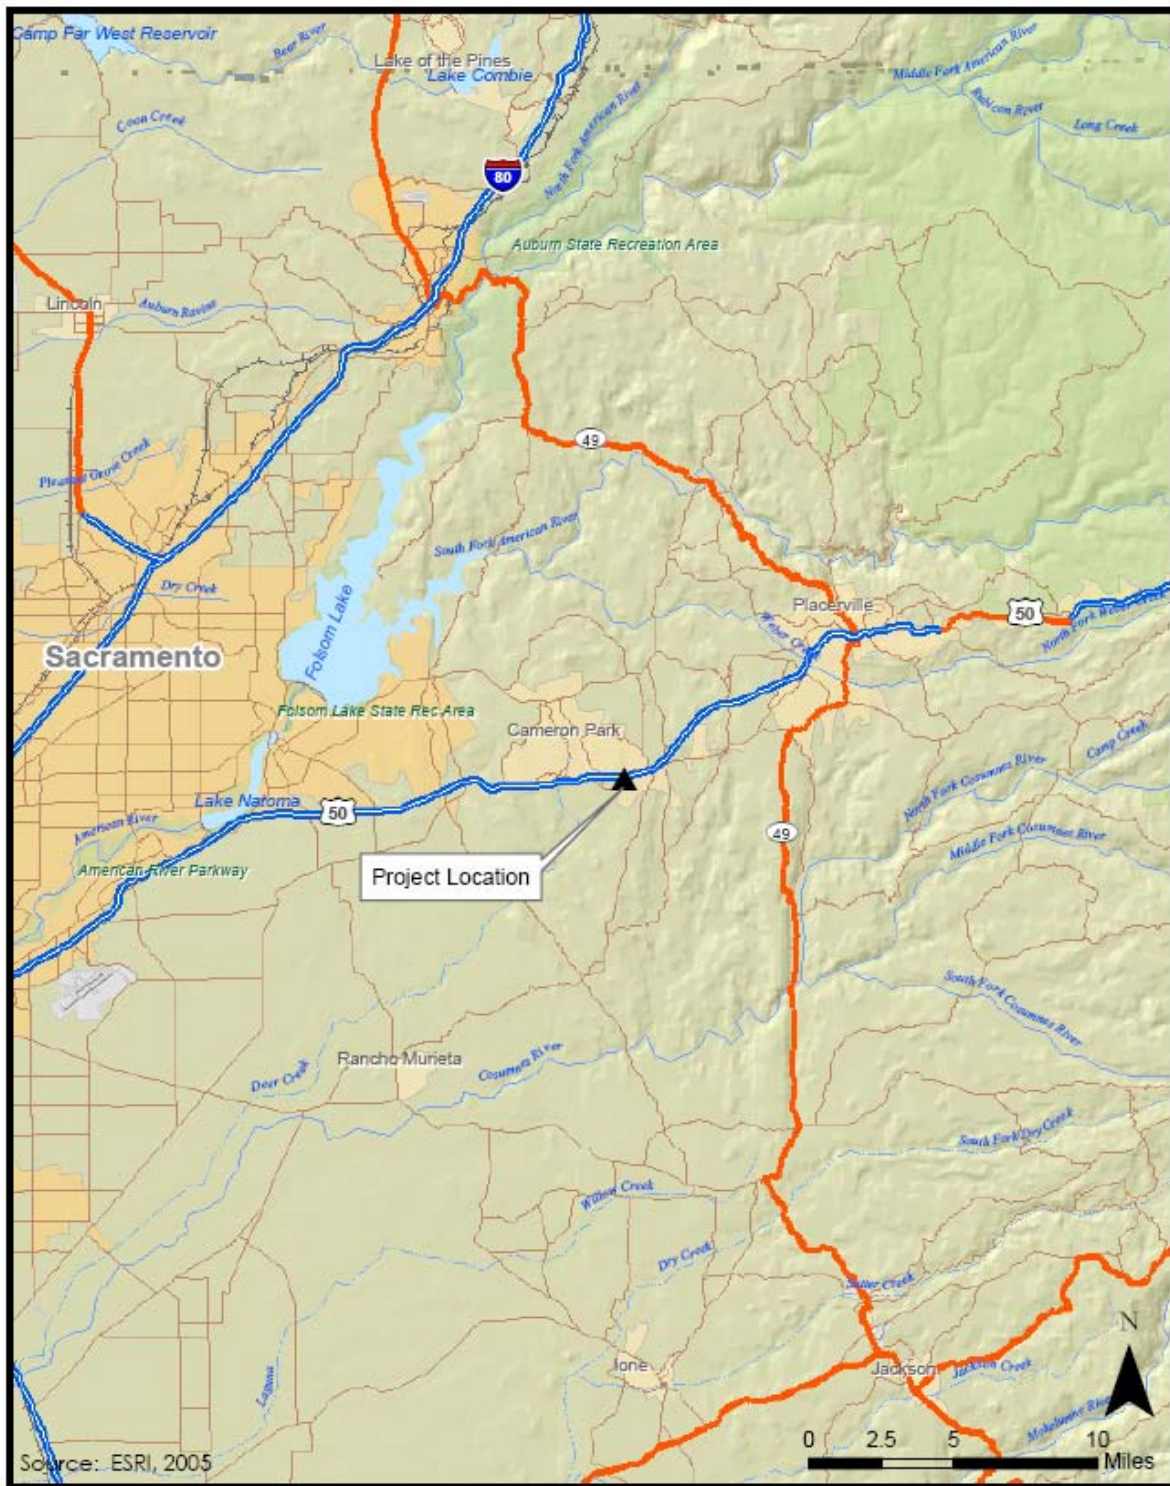 Camp Far West Reservoir
Bear River
Lake of the Pines
Lake Combie
Middle Fork American River
Rubicon River
Long Creek
Coon Creek
North Fork American River
80
Auburn State Recreation Area
Lincoln
Auburn Ravine
49
Pleasant Grove Creek
South Fork American River
Dry Creek
Folsom Lake
Placerville
50
North Fork Weber Creek
Weber Creek
Sacramento
Folsom Lake State Rec Area
Cameron Park
Camp Creek
North Fork Cosumnes River
Lake Natoma
50
American River
49
Middle Fork Cosumnes River
American River Parkway
Project Location
South Fork Cosumnes River
Rancho Murieta
Cosumnes River
Deer Creek
South Fork Dry Creek
Willow Creek
Dry Creek
Sutter Creek
N
Ione
Jackson
Jackson Creek
Laguna
Mokelumne River
0 2.5 5 10
Miles
Source: ESRI, 2005